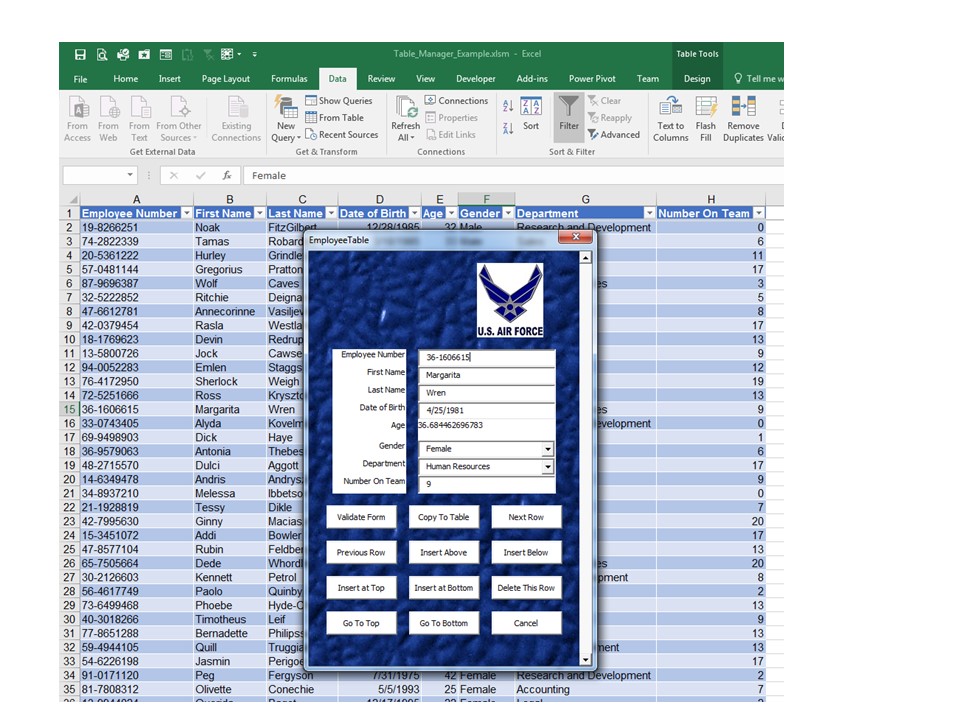 Table_Manager_Example.xlsm - Excel Table Tools
File Home Insert Page Layout Formulas Data Review View Developer Add-ins Power Pivot Team Design Tell me w
From Access From Web From Text From Other Sources Existing Connections New Query Show Queries From Table Recent Sources Refresh All Connections Properties Edit Links Sort Filter Clear Reapply Advanced Text to Columns Flash Fill Remove Duplicates
Get External Data Get & Transform Connections Sort & Filter
fx Female
A B C D E F G H
1 Employee Number First Name Last Name Date of Birth Age Gender Department Number On Team
2 19-8266251 Noak FitzGilbert 12/28/1985 32 Male Research and Development 0
3 74-2822339 Tamas Robard 6
4 20-5361222 Hurley Grindle 11
5 57-0481144 Gregorius Pratton 17
6 87-9696387 Wolf Caves es 3
7 32-5222852 Ritchie Deigna 5
8 47-6612781 Annecorinne Vasiljev 8
9 42-0379454 Rasla Westla 17
10 18-1769623 Devin Redrup 13
11 13-5800726 Jock Cawse 9
12 94-0052283 Emlen Staggs 12
13 76-4172950 Sherlock Weigh 19
14 72-5251666 Ross Kryszto 13
15 36-1606615 Margarita Wren es 9
16 33-0743405 Alyda Kovelm evelopment 0
17 69-9498903 Dick Haye 1
18 36-9579063 Antonia Thebes 6
19 48-2715570 Dulci Aggott 17
20 14-6349478 Andris Andrys 9
21 34-8937210 Melessa Ibbetso 0
22 21-1928819 Tessy Dikle 7
23 42-7995630 Ginny Macias 20
24 15-3451072 Addi Bowler 17
25 47-8577104 Rubin Feldber 13
26 65-7505664 Dede Whordl es 20
27 30-2126603 Kennett Petrol pment 8
28 56-4617749 Paolo Quinby 2
29 73-6499468 Phoebe Hyde-C 13
30 40-3018266 Timotheus Leif es 9
31 77-8651288 Bernadette Philipss 13
32 59-4944105 Quill Truggia ment 13
33 54-6226198 Jasmin Perigoe 17
34 91-0171120 Peg Fergyson 7/31/1975 42 Female Research and Development 2
35 81-7808312 Olivette Conechie 5/5/1993 25 Female Accounting 7
EmployeeTable
U.S. AIR FORCE
Employee Number 36-1606615
First Name Margarita
Last Name Wren
Date of Birth 4/25/1981
Age 36.684462696783
Gender Female
Department Human Resources
Number On Team 9
Validate Form Copy To Table Next Row
Previous Row Insert Above Insert Below
Insert at Top Insert at Bottom Delete This Row
Go To Top Go To Bottom Cancel